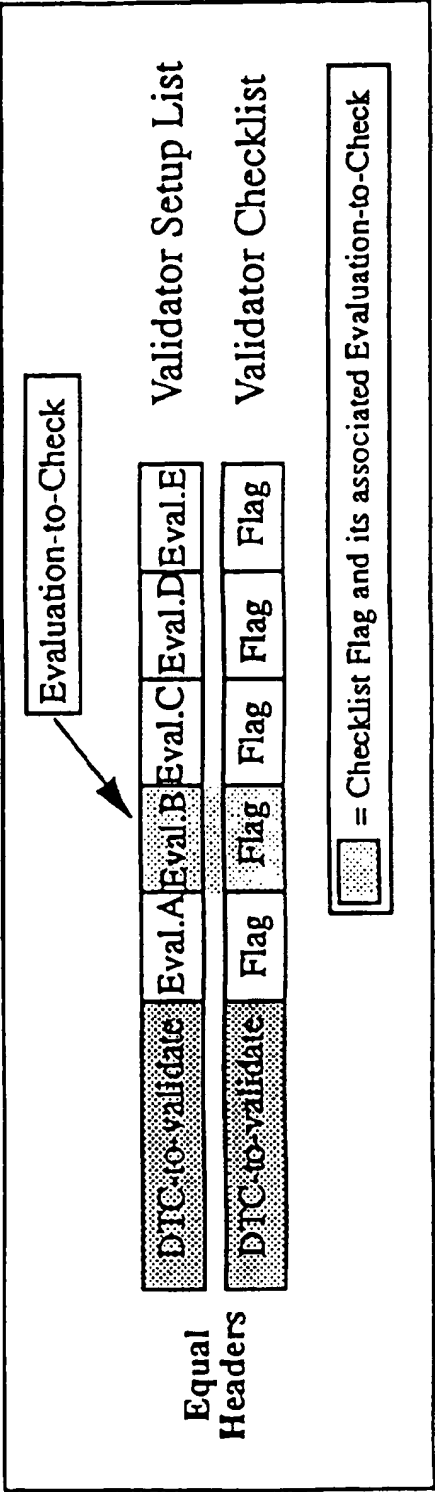 Evaluation-to-Check
Equal
Headers
DTC-to-validate Eval.A Eval.B Eval.C Eval.D Eval.E Validator Setup List
DTC-to-validate Flag Flag Flag Flag Flag Validator Checklist
= Checklist Flag and its associated Evaluation-to-Check